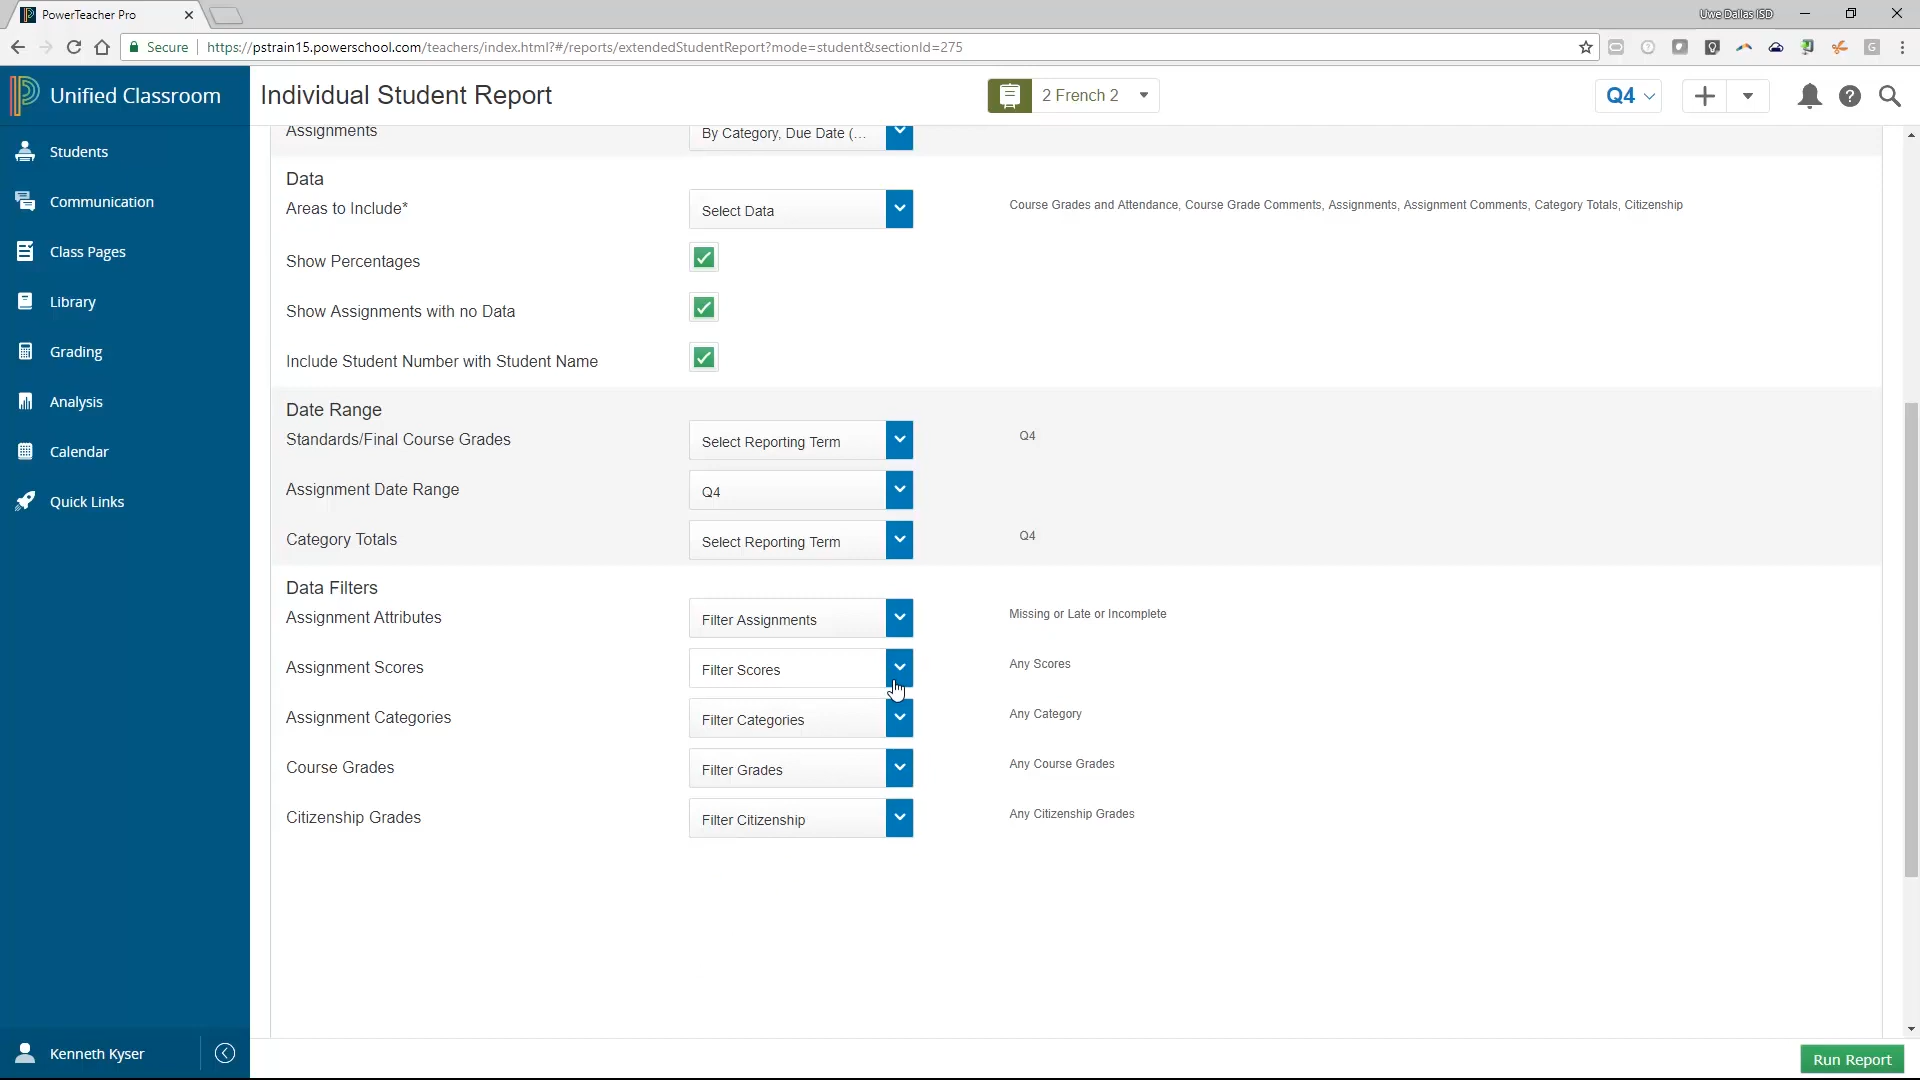 PowerTeacher Pro
Uwe Dallas ISD
Secure https://pstrain15.powerschool.com/teachers/index.html?#/reports/extendedStudentReport?mode=student&sectionId=275
Unified Classroom
Individual Student Report
2 French 2
Q4
Students
Communication
Class Pages
Library
Grading
Analysis
Calendar
Quick Links
Kenneth Kyser
Assignments By Category, Due Date (...
Data
Areas to Include* Select Data Course Grades and Attendance, Course Grade Comments, Assignments, Assignment Comments, Category Totals, Citizenship
Show Percentages
Show Assignments with no Data
Include Student Number with Student Name
Date Range
Standards/Final Course Grades Select Reporting Term Q4
Assignment Date Range Q4
Category Totals Select Reporting Term Q4
Data Filters
Assignment Attributes Filter Assignments Missing or Late or Incomplete
Assignment Scores Filter Scores Any Scores
Assignment Categories Filter Categories Any Category
Course Grades Filter Grades Any Course Grades
Citizenship Grades Filter Citizenship Any Citizenship Grades
Run Report